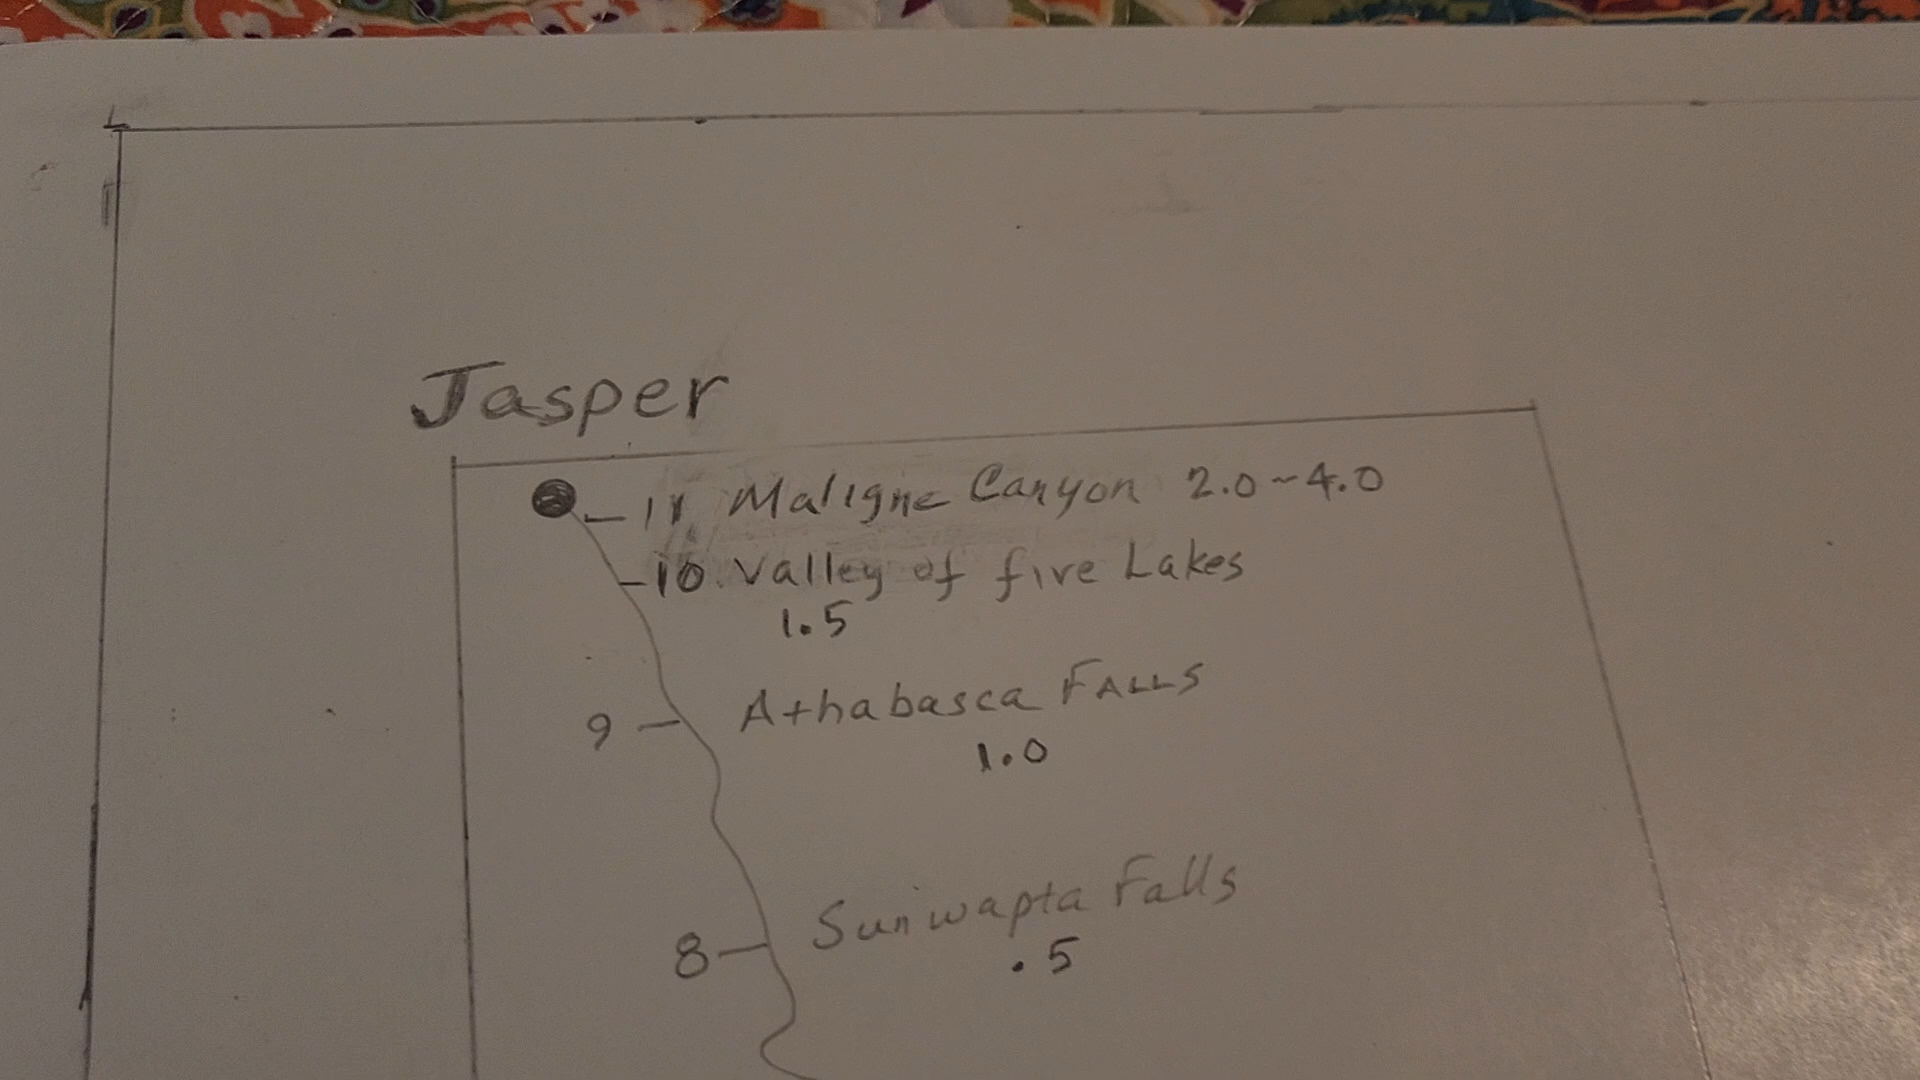 Jasper
11. Maligne Canyon 2.0~4.0
10. Valley of five Lakes
1.5
9 Athabasca FALLS
1.0
8 Sunwapta Falls
.5